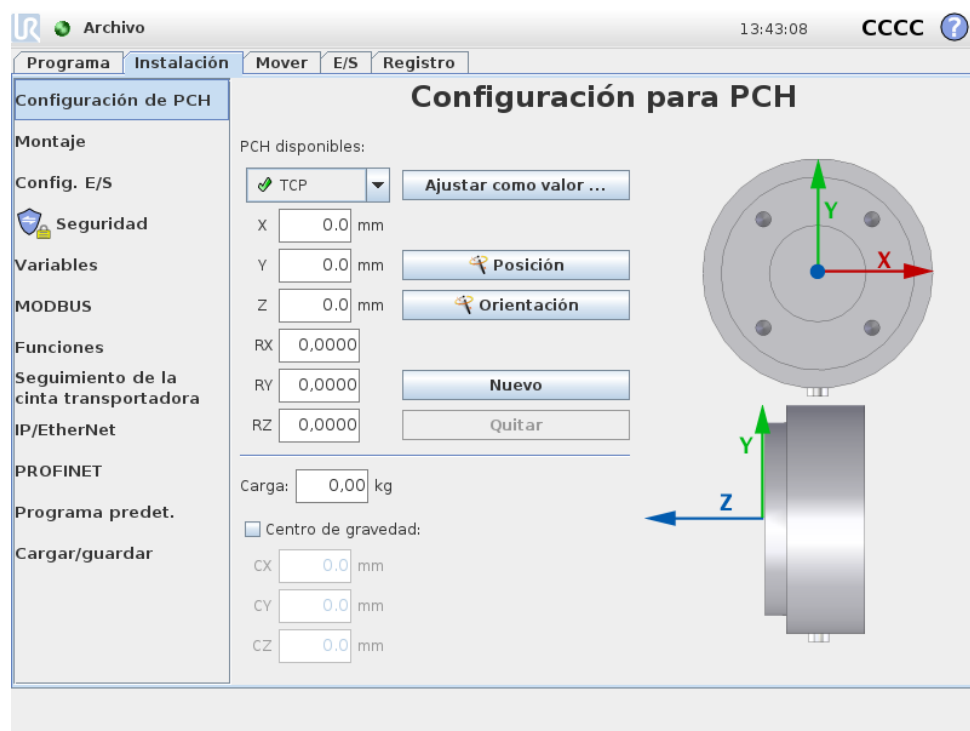 UR Archivo 13:43:08 CCCC ?
Programa Instalación Mover E/S Registro
Configuración de PCH
Montaje
Config. E/S
Seguridad
Variables
MODBUS
Funciones
Seguimiento de la
cinta transportadora
IP/EtherNet
PROFINET
Programa predet.
Cargar/guardar
Configuración para PCH
PCH disponibles:
TCP Ajustar como valor ...
X 0.0 mm
Y 0.0 mm Posición
Z 0.0 mm Orientación
RX 0,0000
RY 0,0000 Nuevo
RZ 0,0000 Quitar
Carga: 0,00 kg
Centro de gravedad:
CX 0.0 mm
CY 0.0 mm
CZ 0.0 mm
Y
X
Y
Z